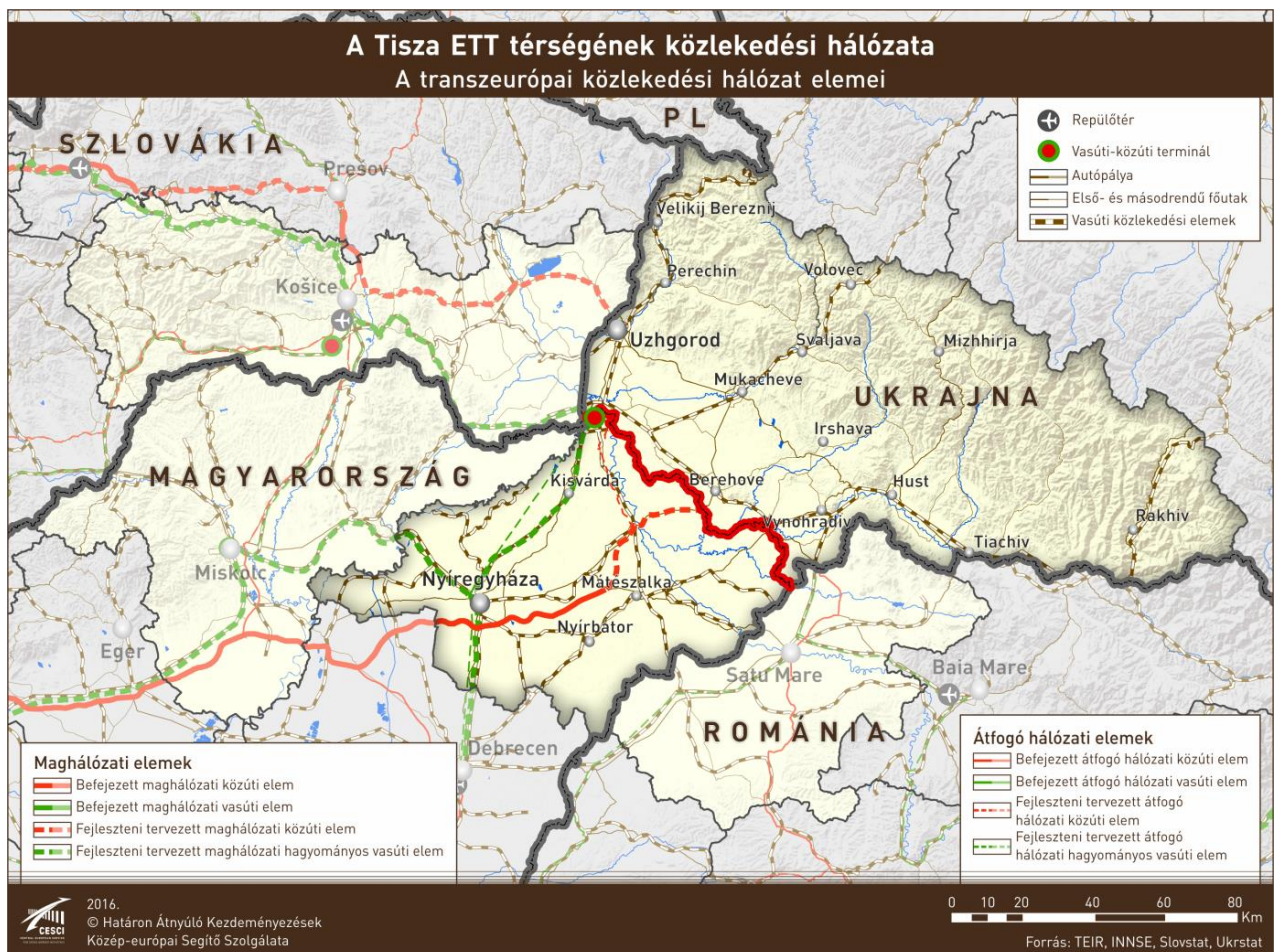 A Tisza ETT térségének közlekedési hálózata
A transzeurópai közlekedési hálózat elemei
PL
SZLOVÁKIA
Prešov
Repülőtér
Vasúti-közúti terminál
Autópálya
Első- és másodrendű főutak
Vasúti közlekedési elemek
Velikij Bereznij
Perechin
Volovec
Košice
Uzhgorod
Svaljava
Mizhhirja
Mukacheve
UKRAJNA
Irshava
MAGYARORSZÁG
Kisvárda
Berehove
Hust
Vynohradiv
Rakhiv
Tiachiv
Miskolc
Nyíregyháza
Mátészalka
Nyírbátor
Eger
Satu Mare
Baia Mare
ROMÁNIA
Debrecen
Maghálózati elemek
Befejezett maghálózati közúti elem
Befejezett maghálózati vasúti elem
Fejleszteni tervezett maghálózati közúti elem
Fejleszteni tervezett maghálózati hagyományos vasúti elem
Átfogó hálózati elemek
Befejezett átfogó hálózati közúti elem
Befejezett átfogó hálózati vasúti elem
Fejleszteni tervezett átfogó
hálózati közúti elem
Fejleszteni tervezett átfogó
hálózati hagyományos vasúti elem
CESCI
2016.
© Határon Átnyúló Kezdeményezések
Közép-európai Segítő Szolgálata
0 10 20 40 60 80
Km
Forrás: TEIR, INNSE, Slovstat, Ukrstat